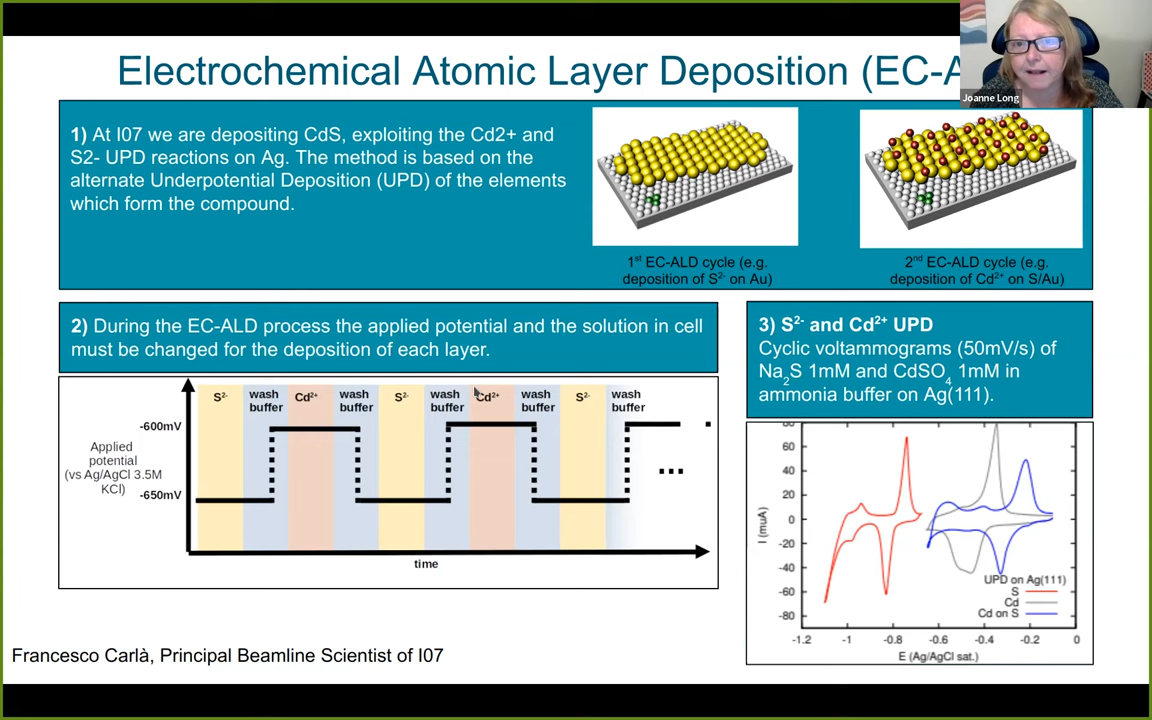 Electrochemical Atomic Layer Deposition (EC-A
Joanne Long
1) At I07 we are depositing CdS, exploiting the Cd2+ and
S2- UPD reactions on Ag. The method is based on the
alternate Underpotential Deposition (UPD) of the elements
which form the compound.
1st EC-ALD cycle (e.g.
deposition of S2- on Au)
2nd EC-ALD cycle (e.g.
deposition of Cd2+ on S/Au)
2) During the EC-ALD process the applied potential and the solution in cell
must be changed for the deposition of each layer.
S2- wash buffer Cd2+ wash buffer S2- wash buffer Cd2+ wash buffer S2- wash buffer
-600mV
Applied
potential
(vs Ag/AgCl 3.5M
KCl)
-650mV
...
time
3) S2- and Cd2+ UPD
Cyclic voltammograms (50mV/s) of
Na2S 1mM and CdSO4 1mM in
ammonia buffer on Ag(111).
80
60
40
20
0
-20
-40
-60
-80
I (muA)
UPD on Ag(111)
S
Cd
Cd on S
-1.2 -1 -0.8 -0.6 -0.4 -0.2 0
E (Ag/AgCl sat.)
Francesco Carlà, Principal Beamline Scientist of I07